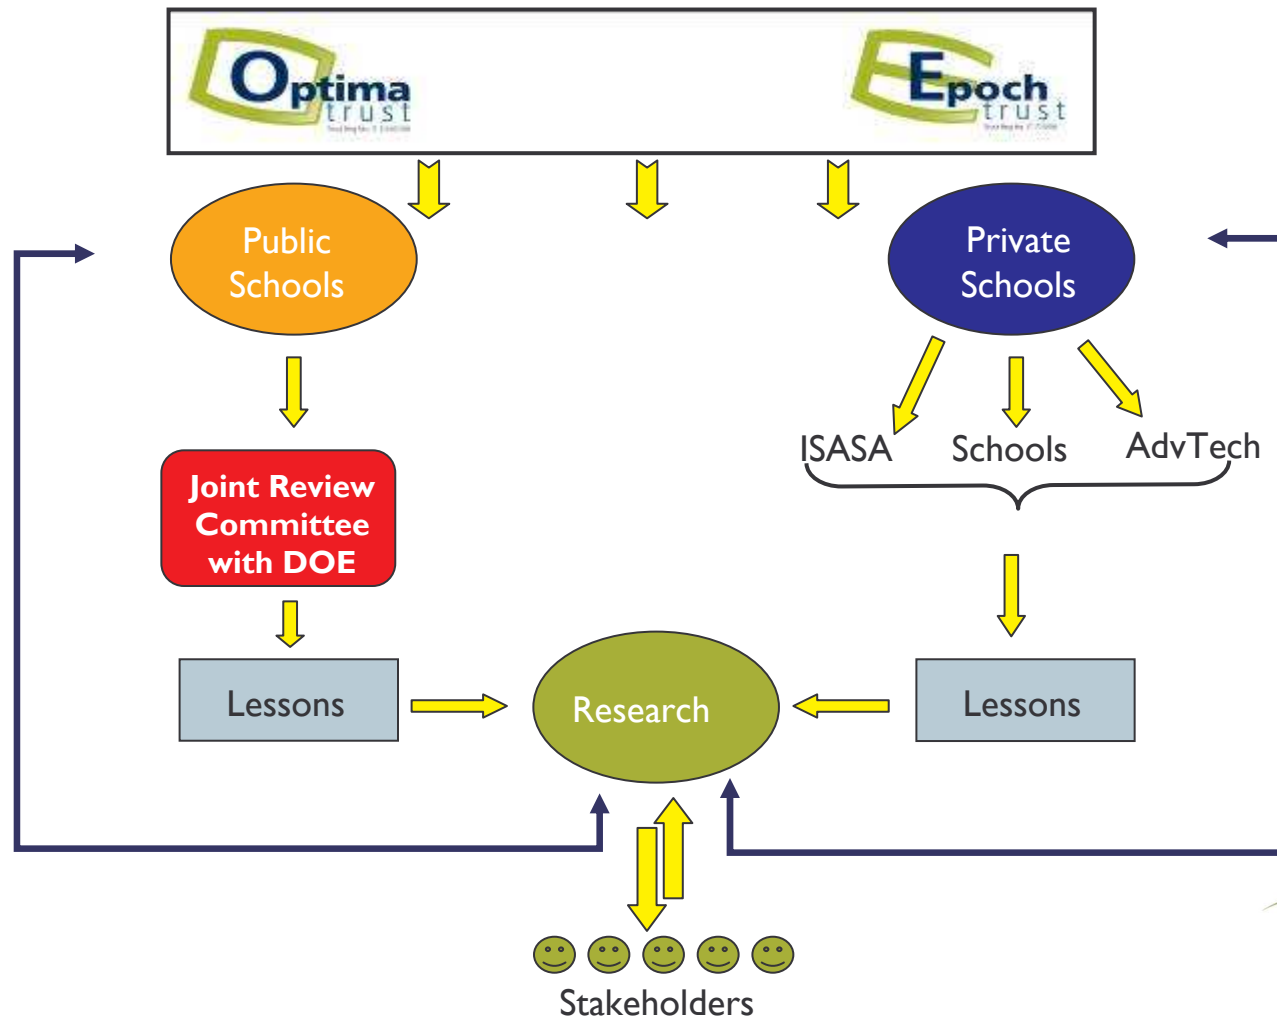 Optima
trust
Epoch
trust
Public
Schools
Private
Schools
ISASA
Schools
AdvTech
Joint Review
Committee
with DOE
Lessons
Research
Lessons
Stakeholders